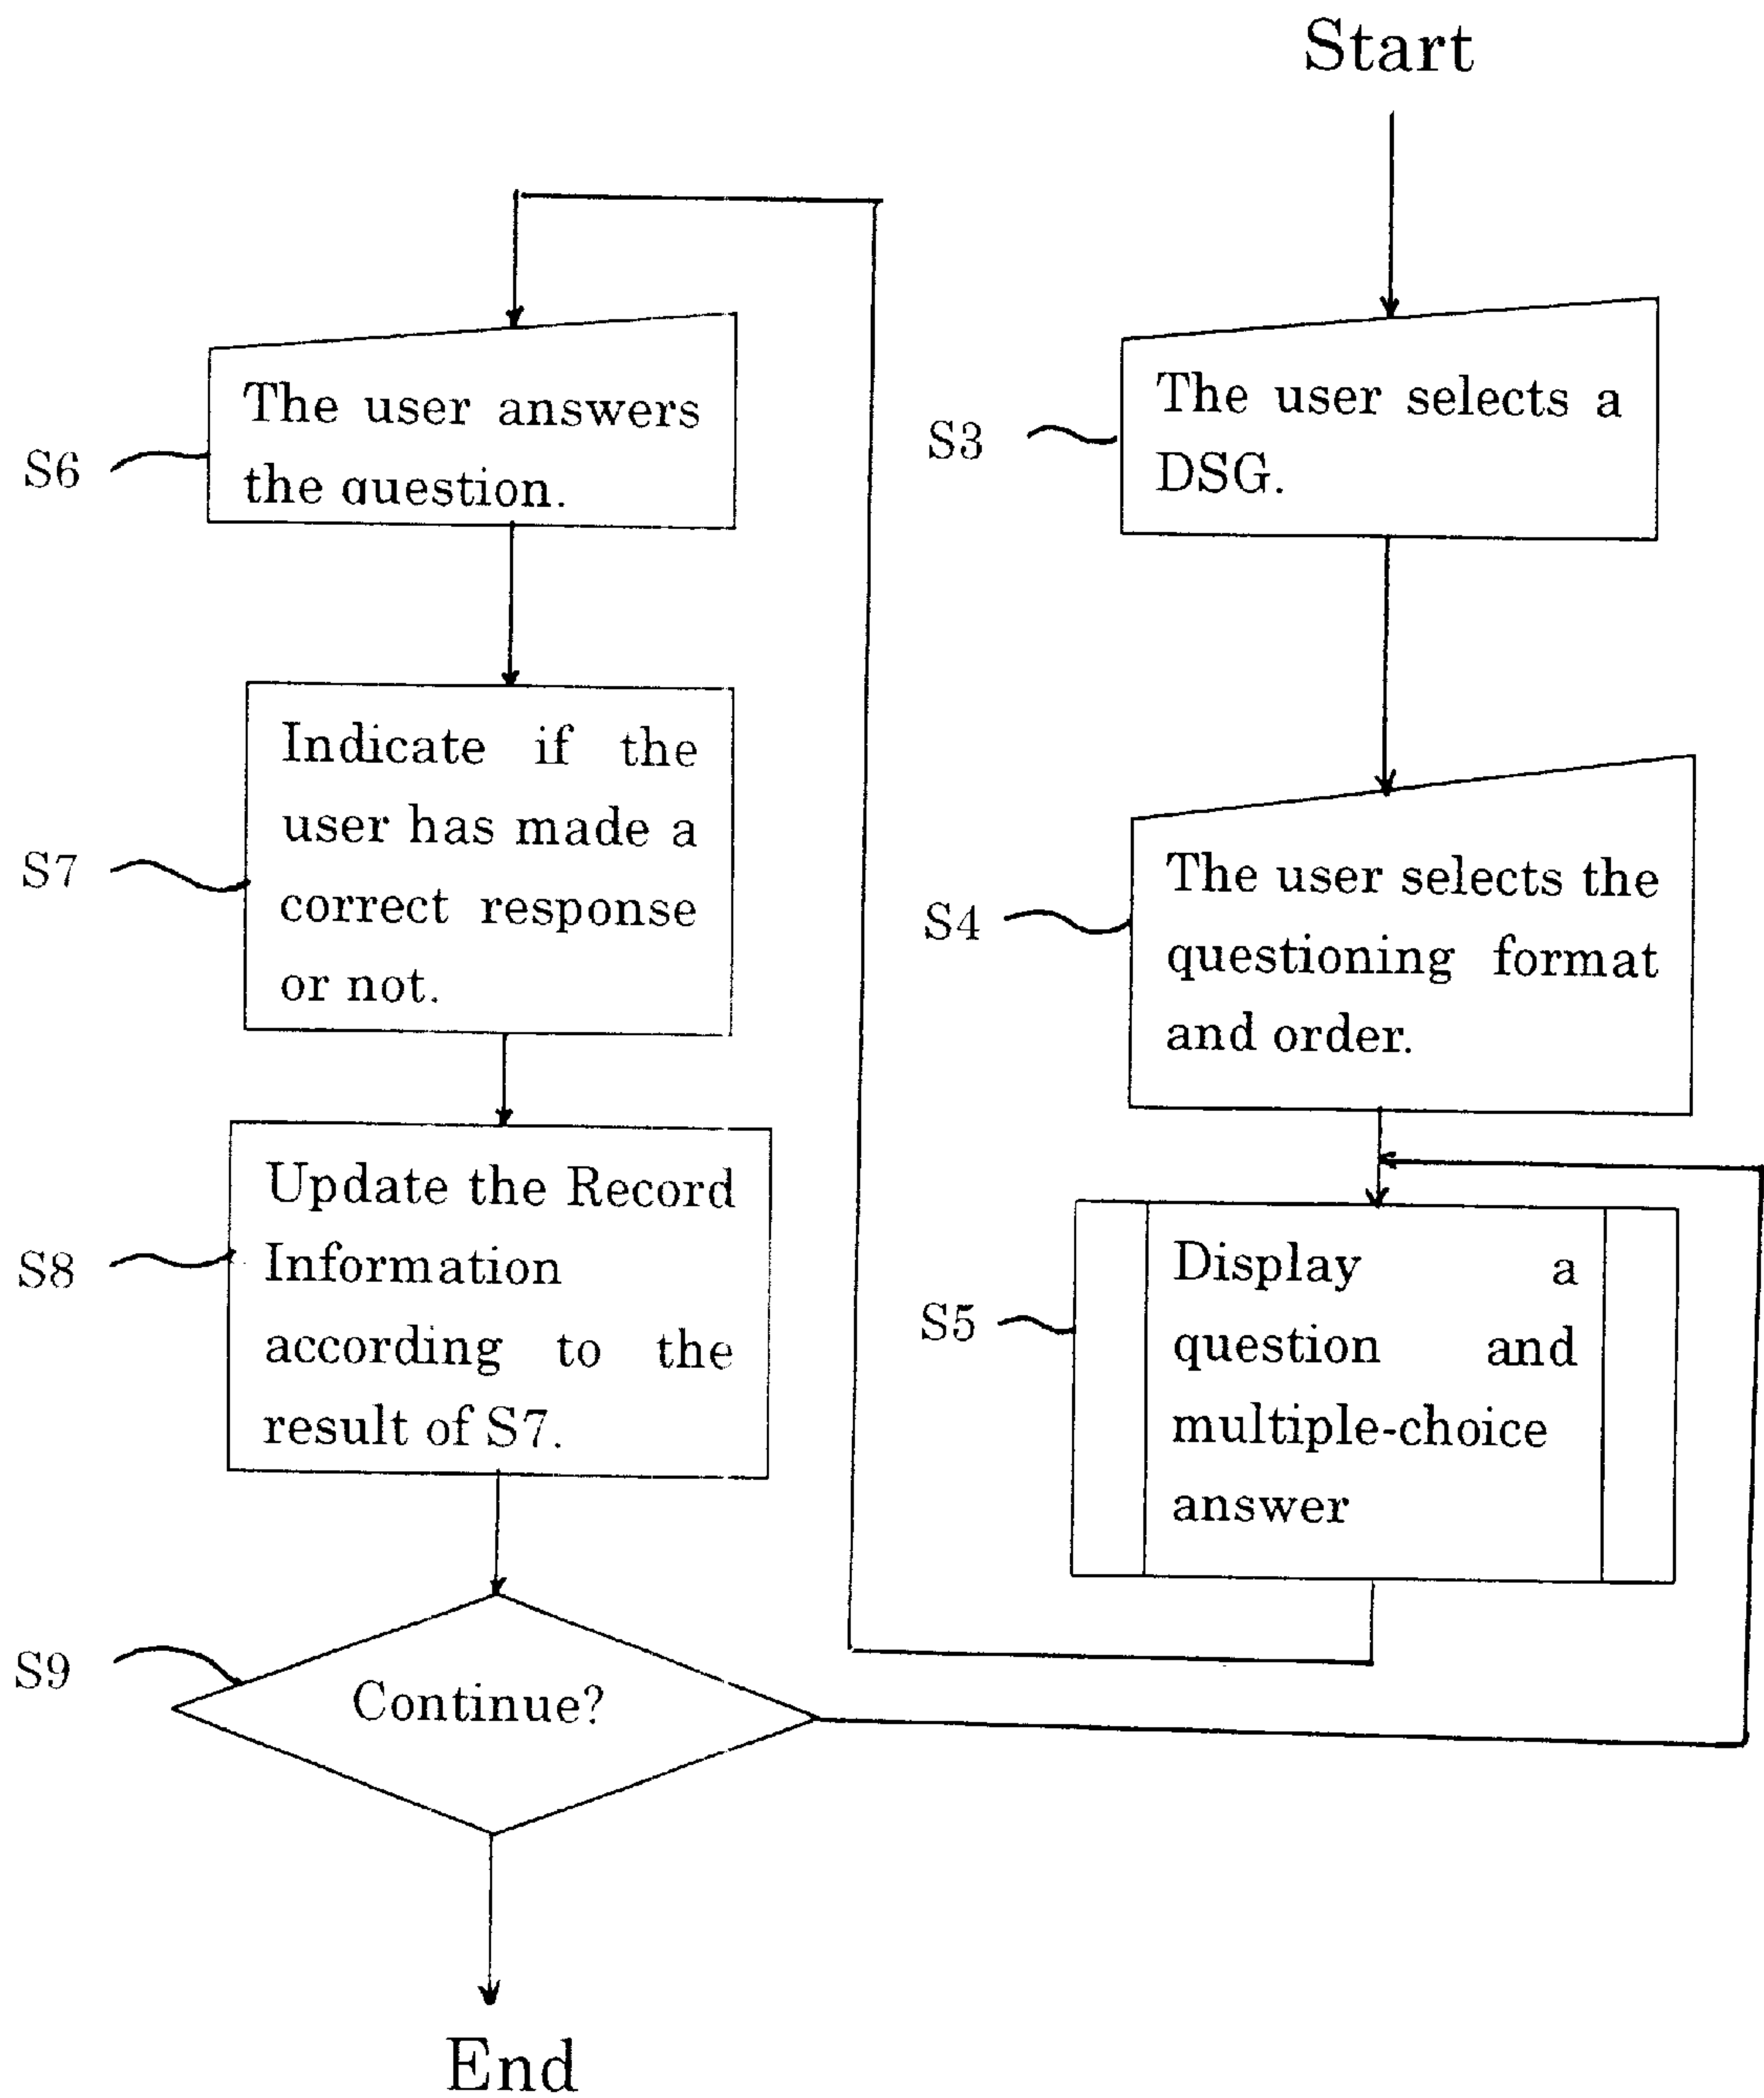 Start
S3
The user selects a
DSG.
S4
The user selects the
questioning format
and order.
S5
Display a
question and
multiple-choice
answer
S6
The user answers
the question.
S7
Indicate if the
user has made a
correct response
or not.
S8
Update the Record
Information
according to the
result of S7.
S9
Continue?
End